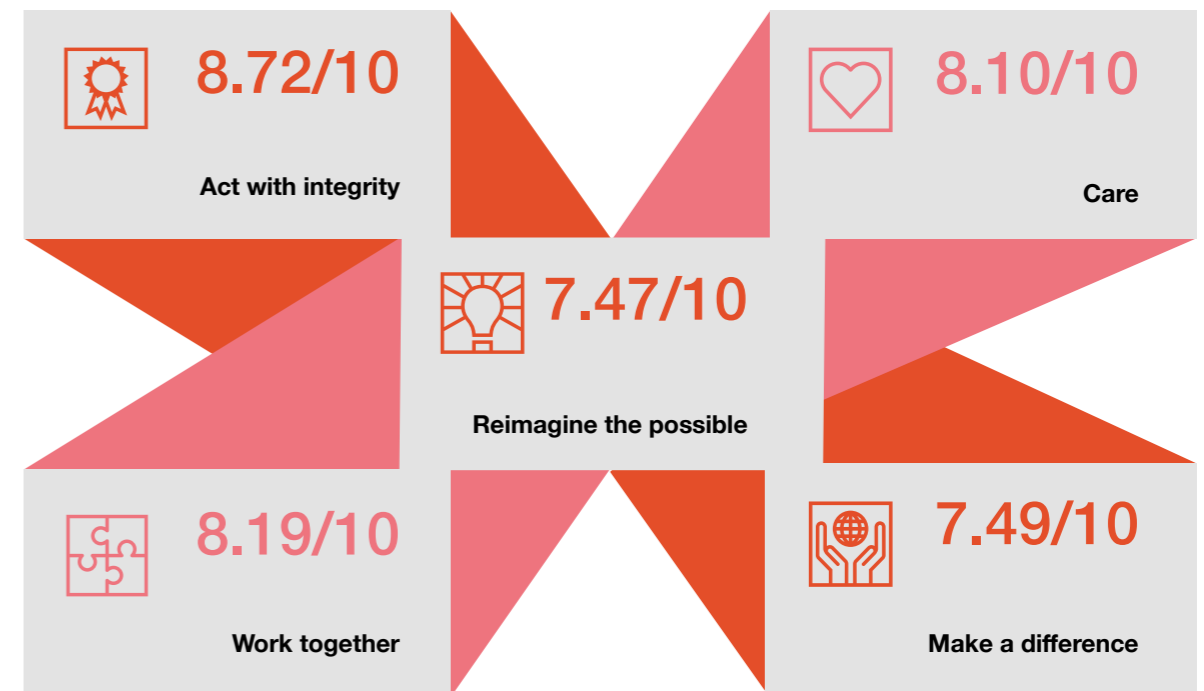 8.72/10
Act with integrity
8.10/10
Care
7.47/10
Reimagine the possible
8.19/10
Work together
7.49/10
Make a difference